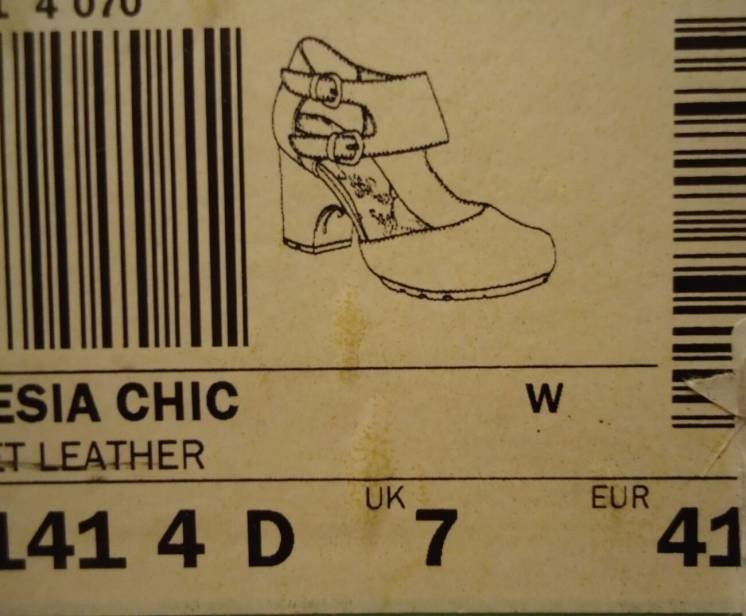 4 070
ESIA CHIC W
ET LEATHER
141 4 D UK 7 EUR 41